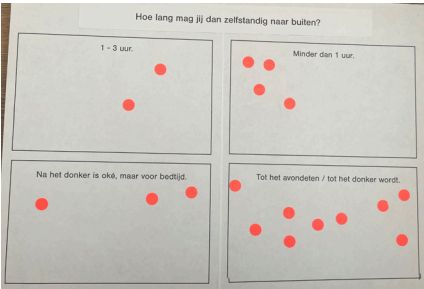 Hoe lang mag jij dan zelfstandig naar buiten?
1 - 3 uur.
Minder dan 1 uur.
Na het donker is oké, maar voor bedtijd.
Tot het avondeten / tot het donker wordt.